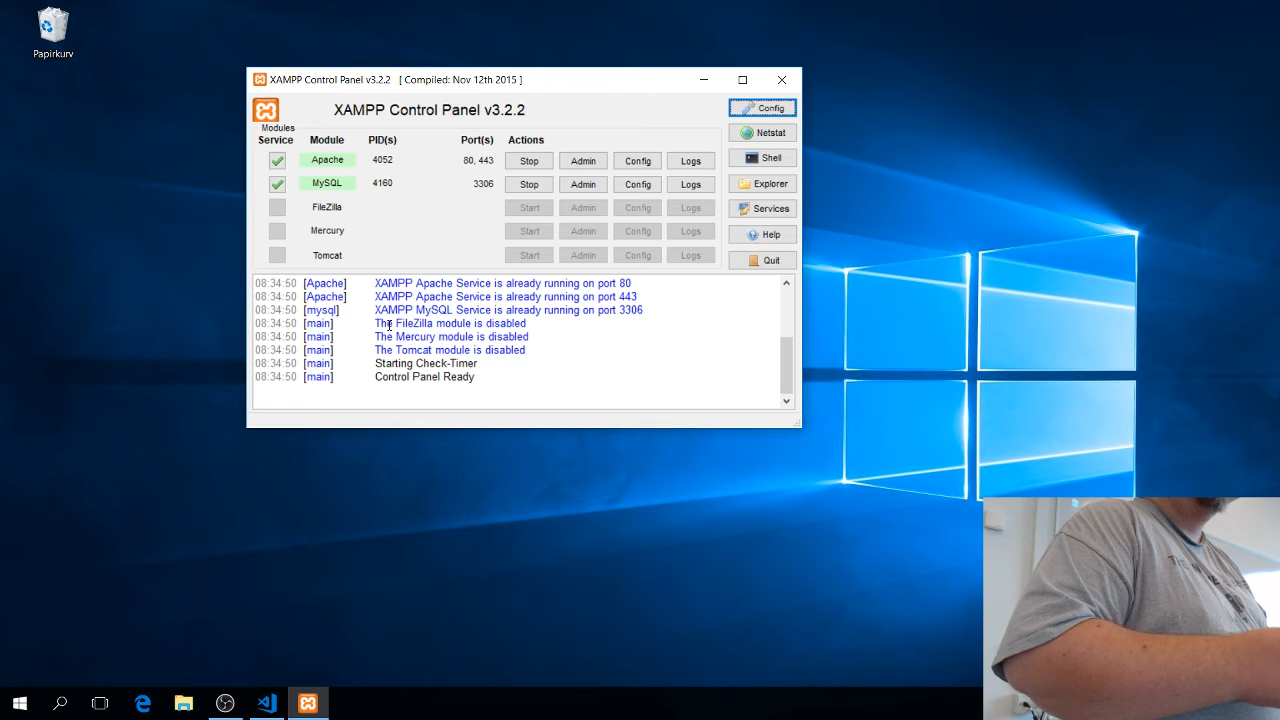 Papirkurv
XAMPP Control Panel v3.2.2 [ Compiled: Nov 12th 2015 ]
XAMPP Control Panel v3.2.2
Config
Modules
Service Module PID(s) Port(s) Actions
Netstat
Apache 4052 80, 443 Stop Admin Config Logs
Shell
MySQL 4160 3306 Stop Admin Config Logs
Explorer
FileZilla Start Admin Config Logs
Services
Mercury Start Admin Config Logs
Help
Tomcat Start Admin Config Logs
Quit
08:34:50 [Apache] XAMPP Apache Service is already running on port 80
08:34:50 [Apache] XAMPP Apache Service is already running on port 443
08:34:50 [mysql] XAMPP MySQL Service is already running on port 3306
08:34:50 [main] The FileZilla module is disabled
08:34:50 [main] The Mercury module is disabled
08:34:50 [main] The Tomcat module is disabled
08:34:50 [main] Starting Check-Timer
08:34:50 [main] Control Panel Ready